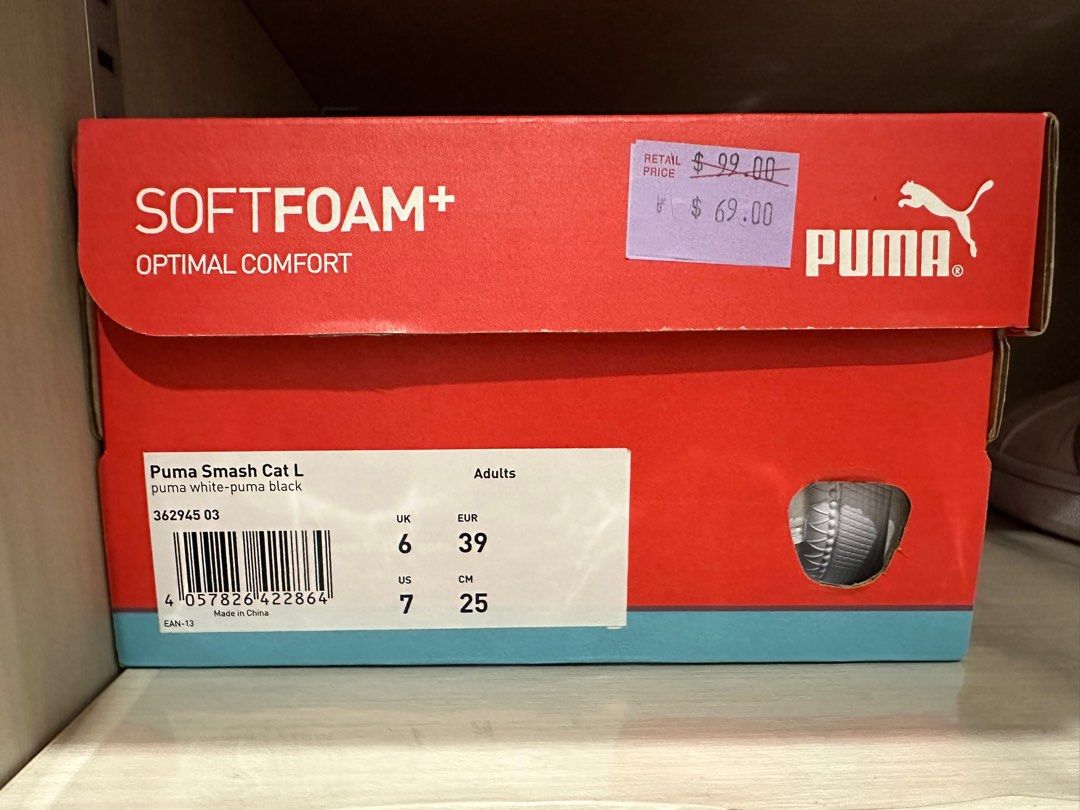 SOFTFOAM+
OPTIMAL COMFORT
RETAIL PRICE $ 99.00
$ 69.00
PUMA®
Puma Smash Cat L
puma white-puma black
Adults
362945 03
UK EUR
6 39
US CM
7 25
4 057826 422864
Made in China
EAN-13